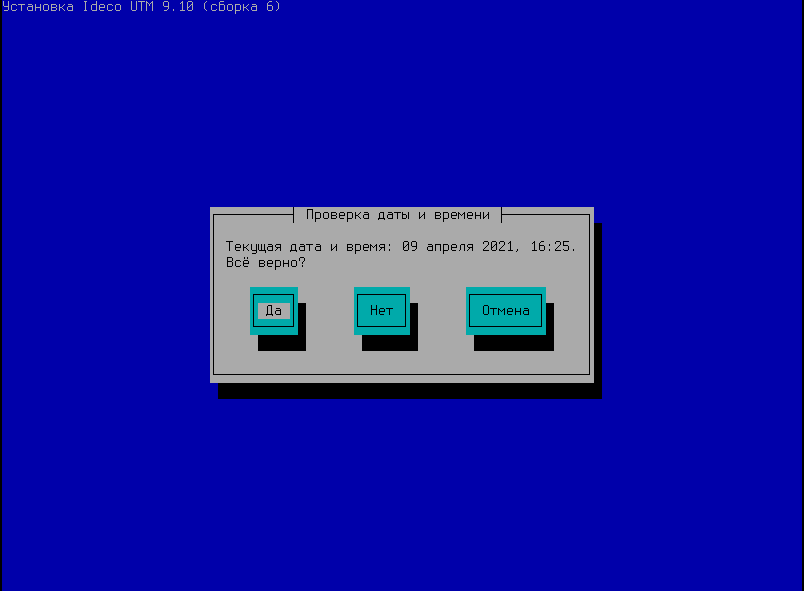 Установка Ideco UTM 9.10 (сборка 6)
Проверка даты и времени
Текущая дата и время: 09 апреля 2021, 16:25.
Всё верно?
Да Нет Отмена